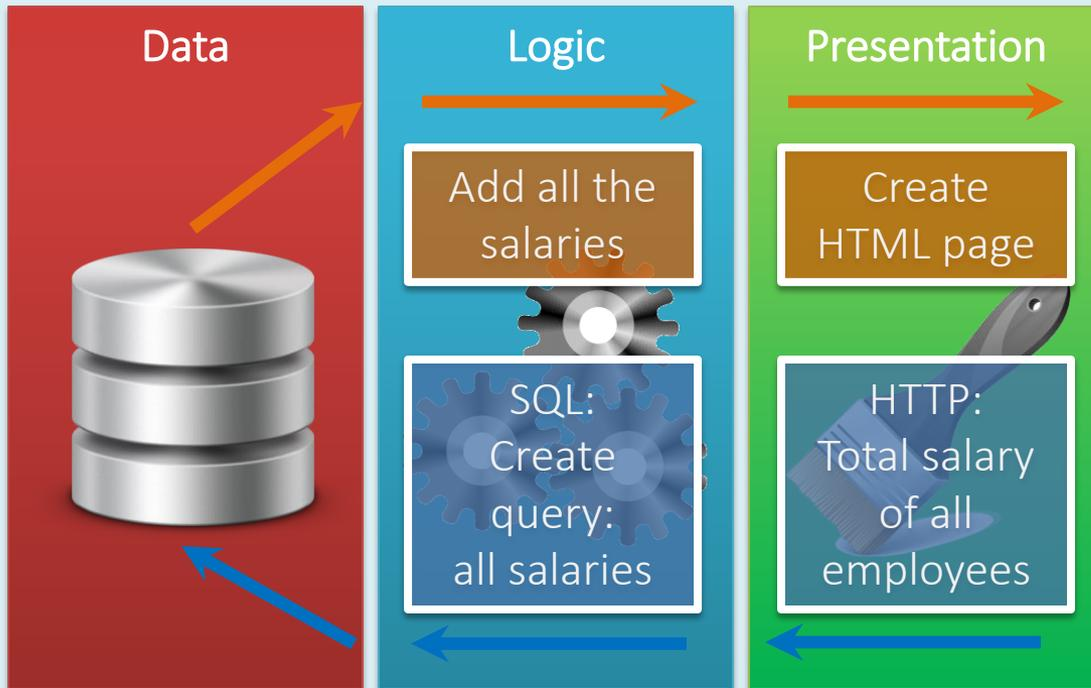 Data
Logic
Presentation
Add all the
salaries
Create
HTML page
SQL:
Create
query:
all salaries
HTTP:
Total salary
of all
employees